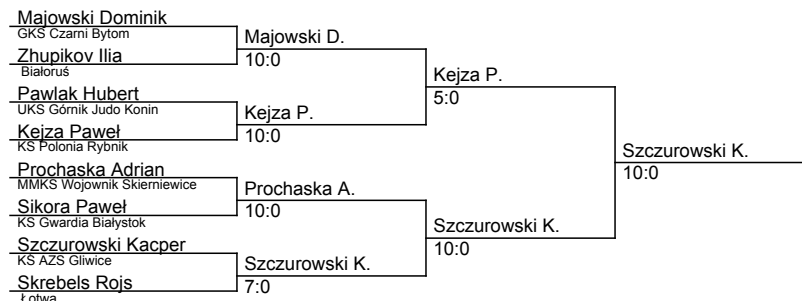 Majowski Dominik
GKS Czarni Bytom
Majowski D.
Zhupikov Ilia
10:0
Białoruś
Kejza P.
Pawlak Hubert
5:0
UKS Górnik Judo Konin
Kejza P.
Kejza Paweł
10:0
KS Polonia Rybnik
Szczurowski K.
Prochaska Adrian
10:0
MMKS Wojownik Skierniewice
Prochaska A.
Sikora Paweł
10:0
KS Gwardia Białystok
Szczurowski K.
Szczurowski Kacper
10:0
KS AZS Gliwice
Szczurowski K.
Skrebels Rojs
7:0
Łotwa